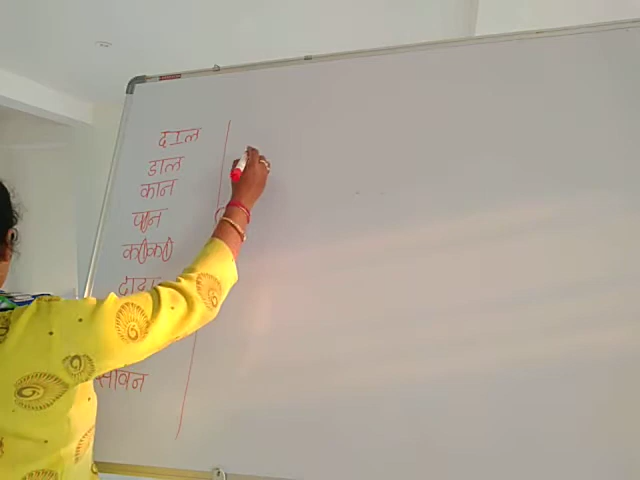 दाल
डाल
कान
पान
काका
दादा
सावन